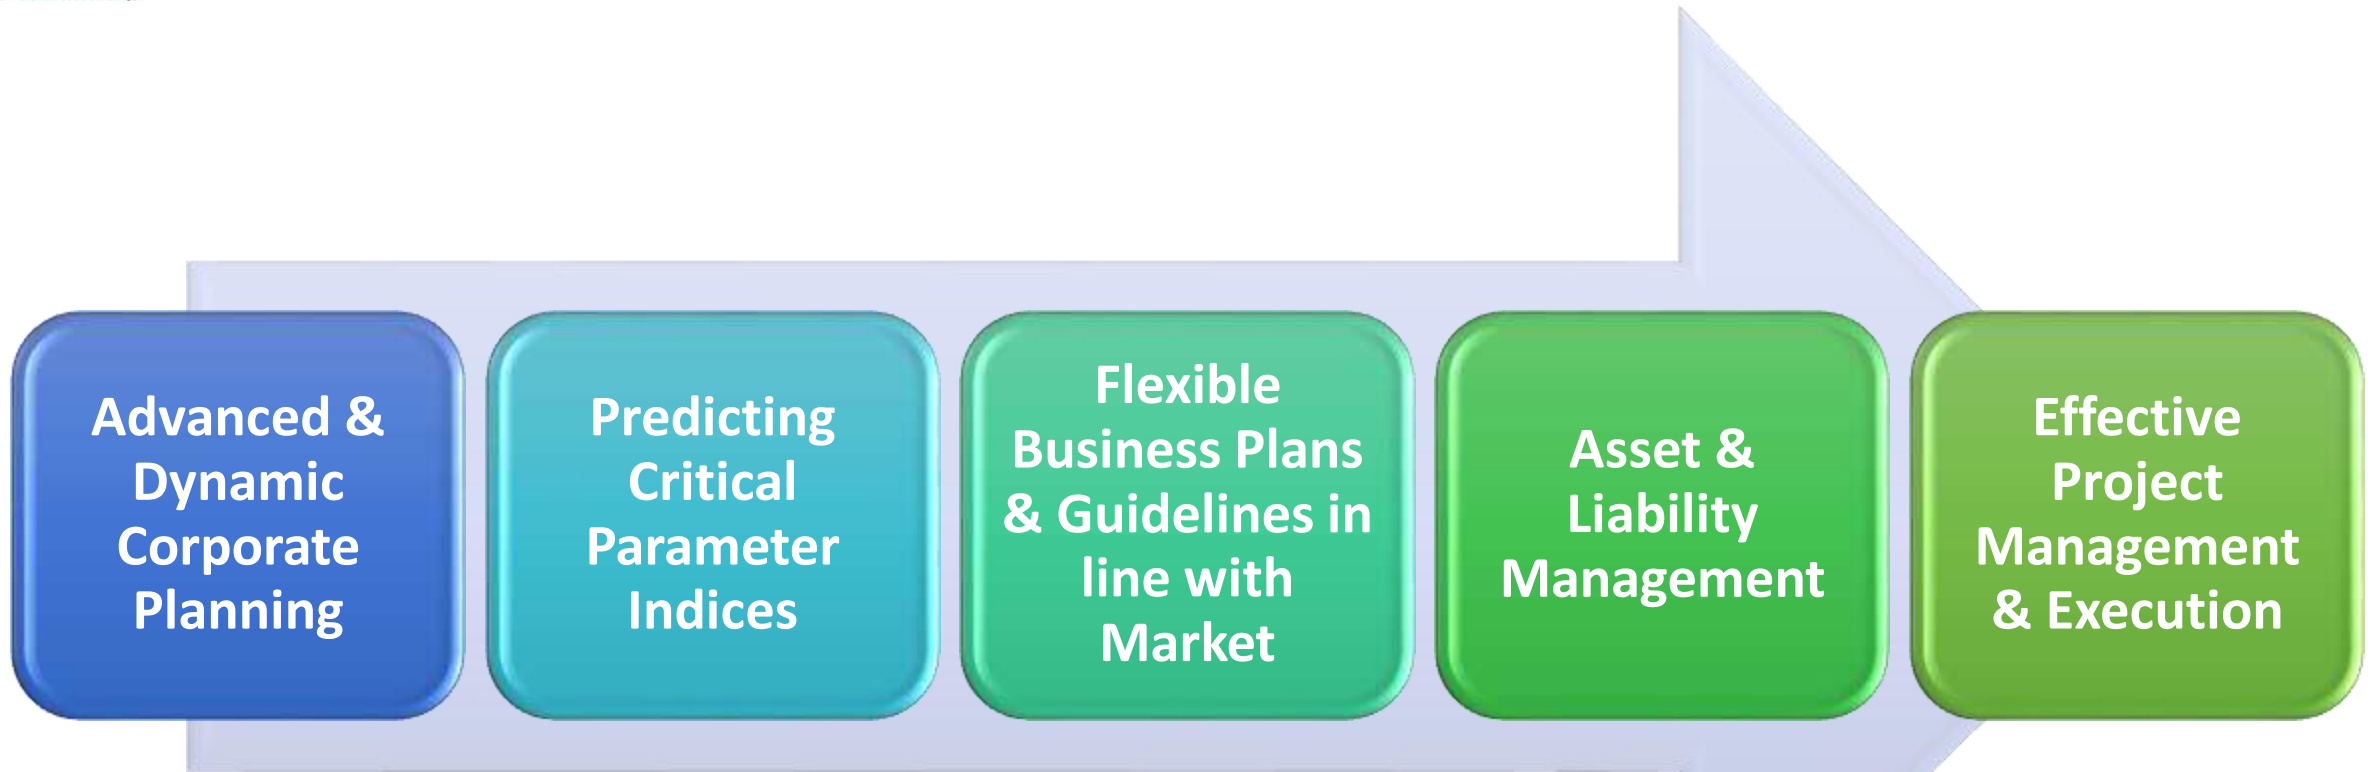 Advanced &
Dynamic
Corporate
Planning
Predicting
Critical
Parameter
Indices
Flexible
Business Plans
& Guidelines in
line with
Market
Asset &
Liability
Management
Effective
Project
Management
& Execution